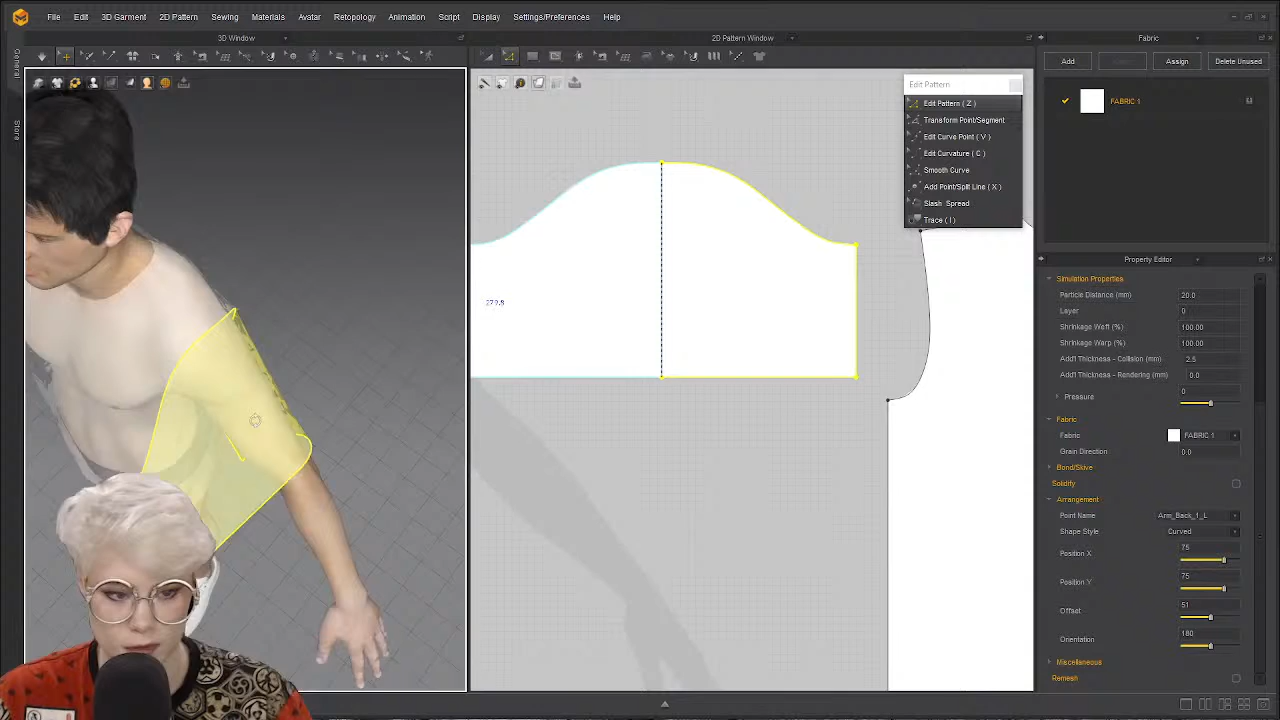 File Edit 3D Garment 2D Pattern Sewing Materials Avatar Retopology Animation Script Display Settings/Preferences Help
3D Window
2D Pattern Window
Fabric
General
Store
Add
Assign
Delete Unused
Edit Pattern
Edit Pattern ( Z )
Transform Point/Segment
Edit Curve Point ( V )
Edit Curvature ( C )
Smooth Curve
Add Point/Split Line ( X )
Slash Spread
Trace ( I )
FABRIC 1
Property Editor
Simulation Properties
Particle Distance (mm) 20.0
Layer 0
Shrinkage Weft (%) 100.00
Shrinkage Warp (%) 100.00
Add'l Thickness - Collision (mm) 2.5
Add'l Thickness - Rendering (mm) 0.0
Pressure 0
Fabric
Fabric FABRIC 1
Grain Direction 0.0
Bond/Skive
Solidify
Arrangement
Point Name Arm_Back_1_L
Shape Style Curved
Position X 75
Position Y 75
Offset 51
Orientation 180
Miscellaneous
Remesh